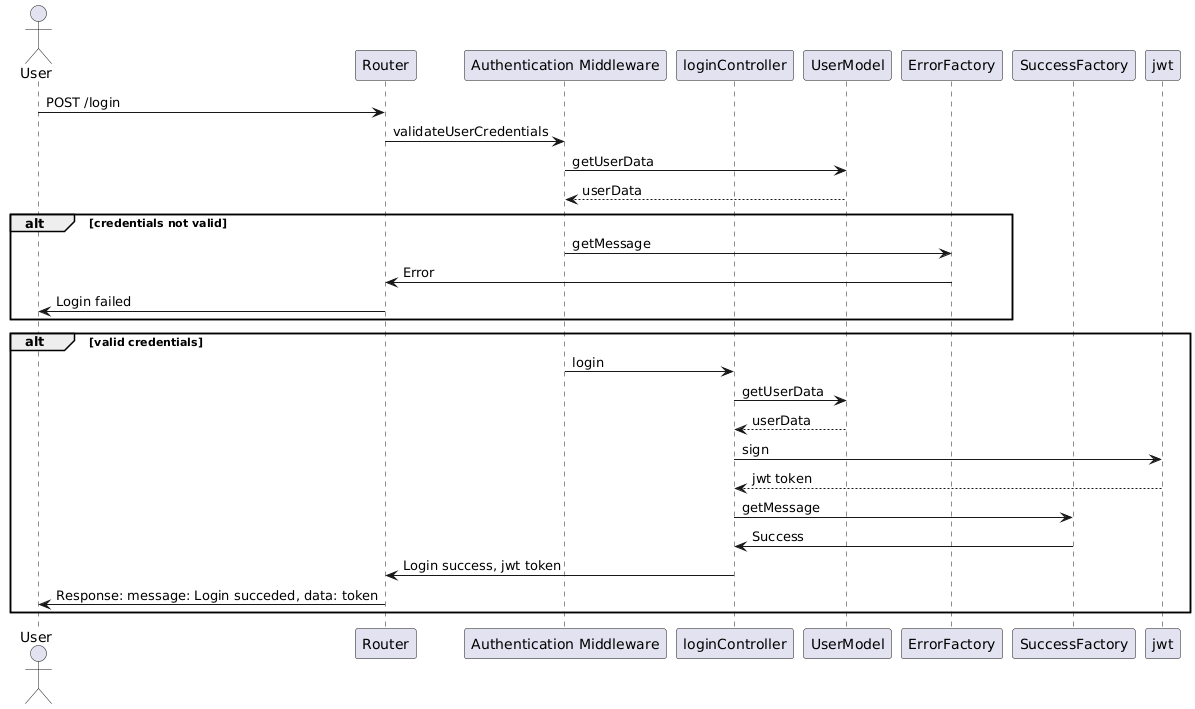 User
Router
Authentication Middleware
loginController
UserModel
ErrorFactory
SuccessFactory
jwt
POST /login
validateUserCredentials
getUserData
userData
alt
[credentials not valid]
getMessage
Error
Login failed
alt
[valid credentials]
login
getUserData
userData
sign
jwt token
getMessage
Success
Login success, jwt token
Response: message: Login succeded, data: token
User
Router
Authentication Middleware
loginController
UserModel
ErrorFactory
SuccessFactory
jwt